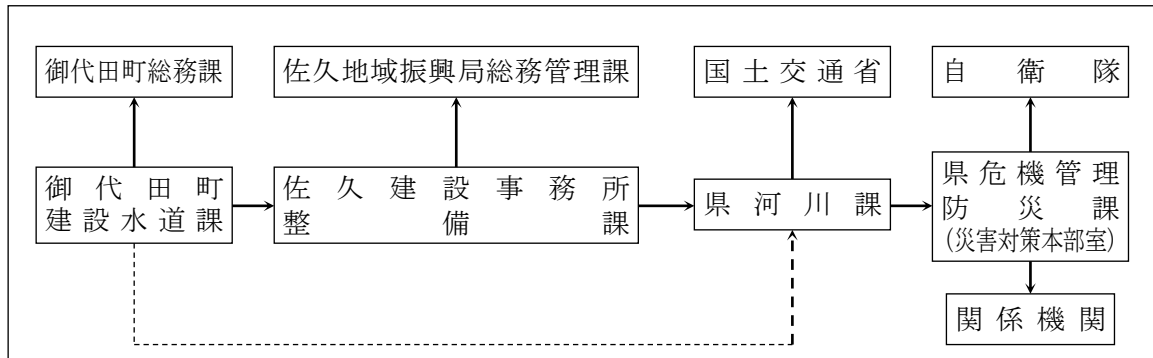 御代田町総務課
佐久地域振興局総務管理課
国土交通省
自衛隊
御代田町
建設水道課
佐久建設事務所
整備課
県河川課
県危機管理
防災課
(災害対策本部室)
関係機関